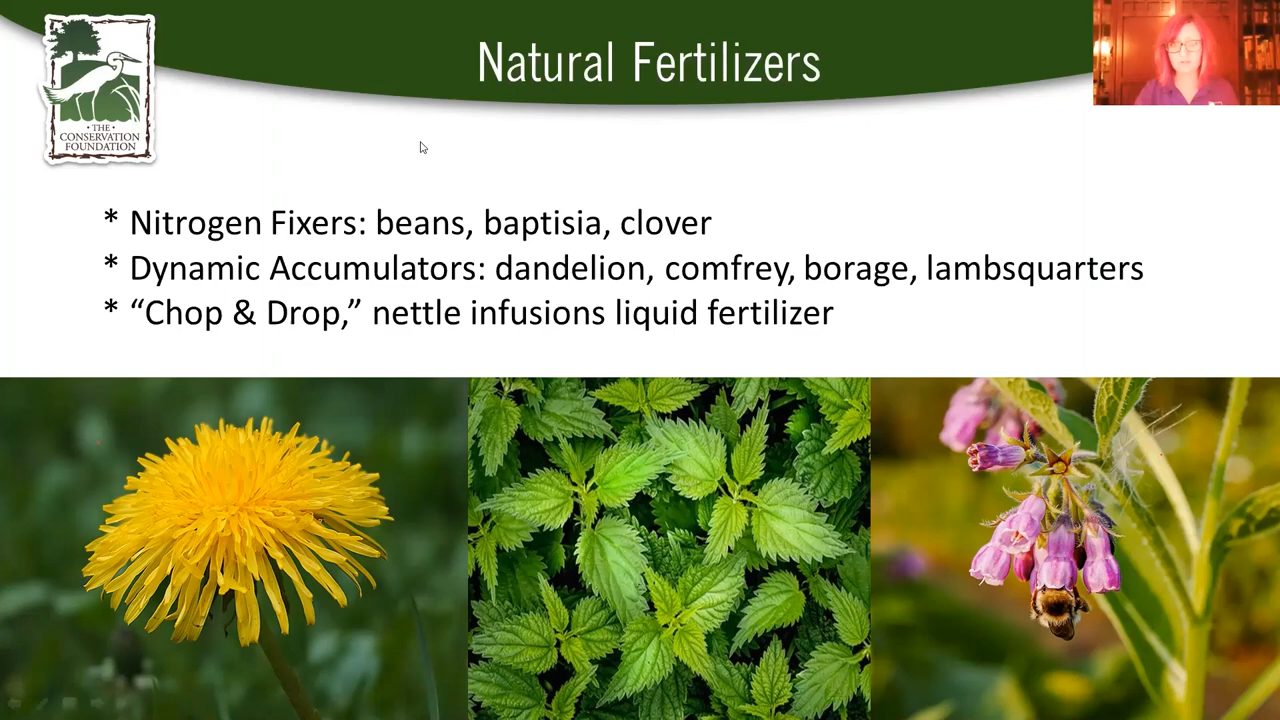 Natural Fertilizers
• THE •
CONSERVATION
FOUNDATION
* Nitrogen Fixers: beans, baptisia, clover
* Dynamic Accumulators: dandelion, comfrey, borage, lambsquarters
* “Chop & Drop,” nettle infusions liquid fertilizer